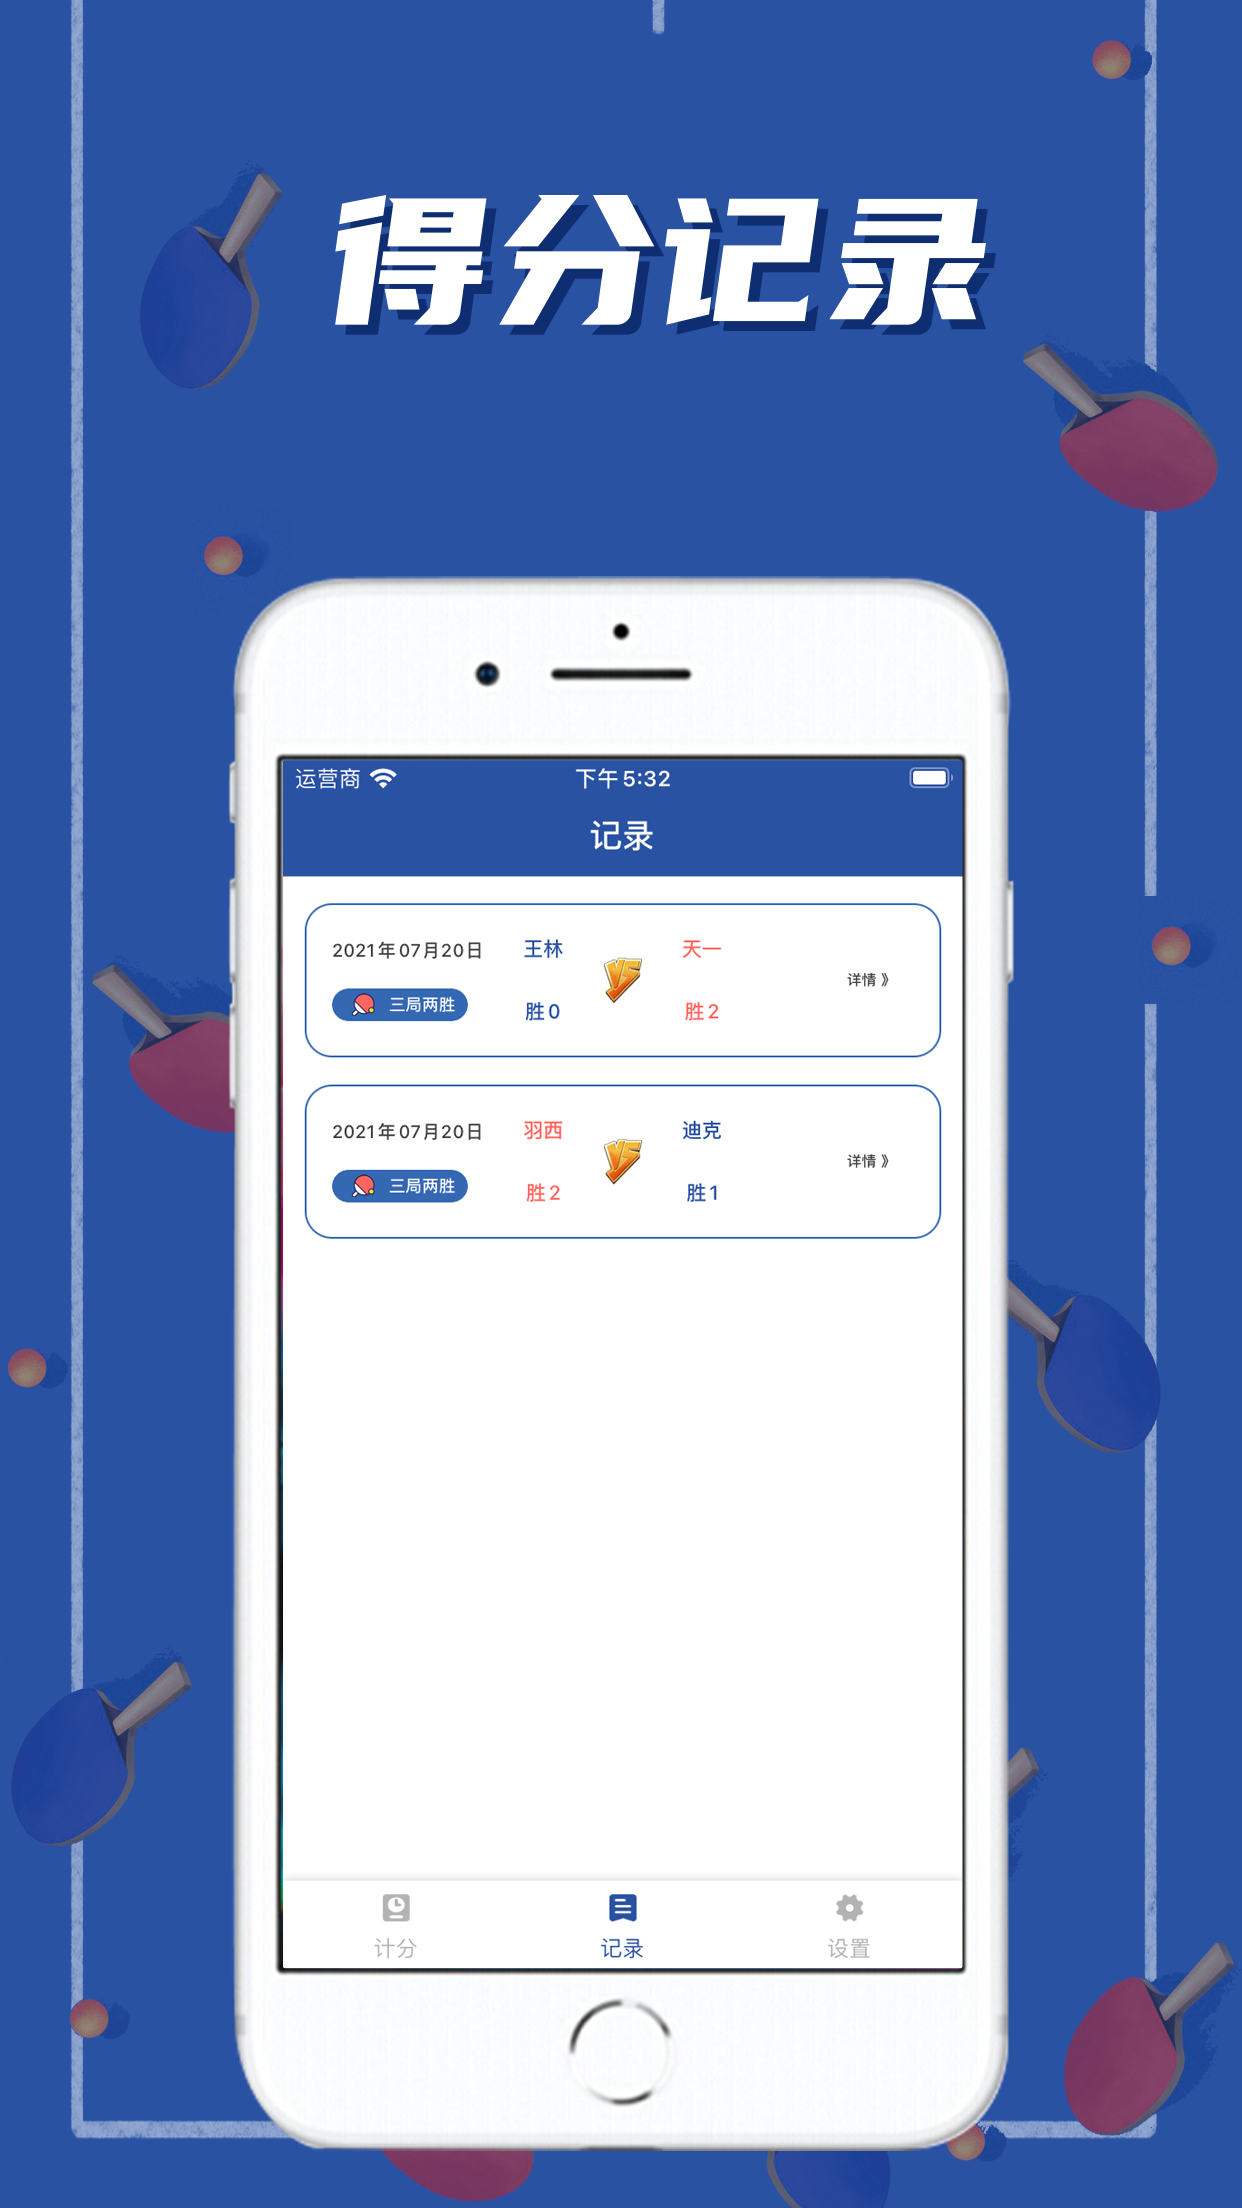 得分记录
运营商 下午5:32
记录
2021年07月20日 王林 VS 天一
三局两胜 胜0 胜2 详情》
2021年07月20日 羽西 VS 迪克
三局两胜 胜2 胜1 详情》
计分 记录 设置